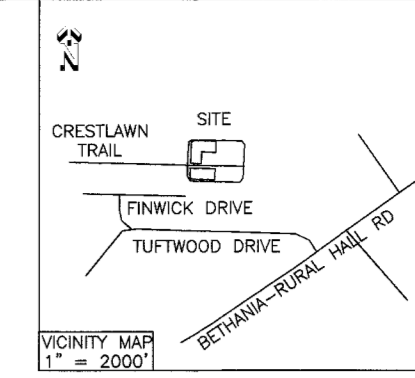 N
SITE
CRESTLAWN
TRAIL
FINWICK DRIVE
TUFTWOOD DRIVE
BETHANIA-RURAL HALL RD
VICINITY MAP
1" = 2000'